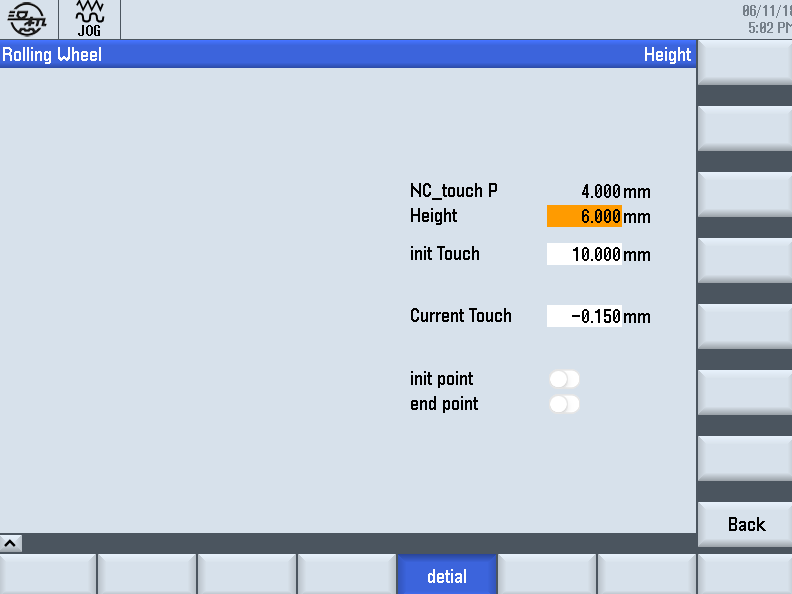 JOG
06/11/18
5:02 PM
Rolling Wheel Height
NC_touch P 4.000 mm
Height 6.000 mm
init Touch 10.000 mm
Current Touch -0.150 mm
init point
end point
Back
detial